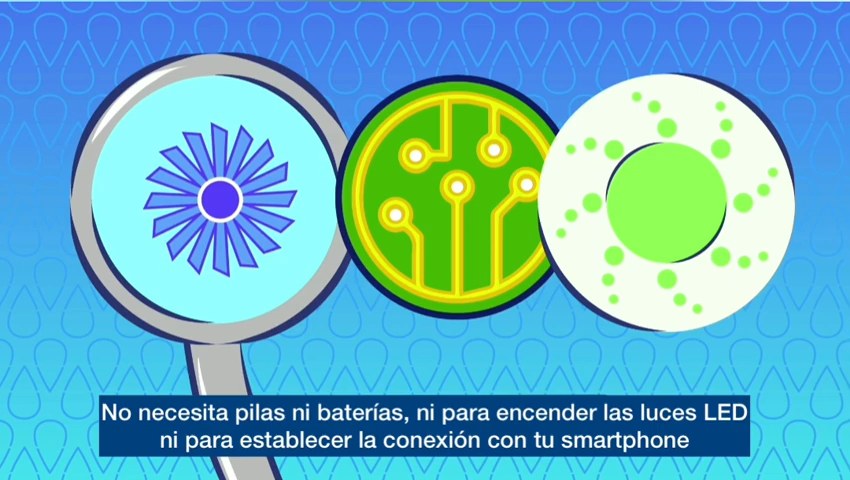 No necesita pilas ni baterías, ni para encender las luces LED
ni para establecer la conexión con tu smartphone